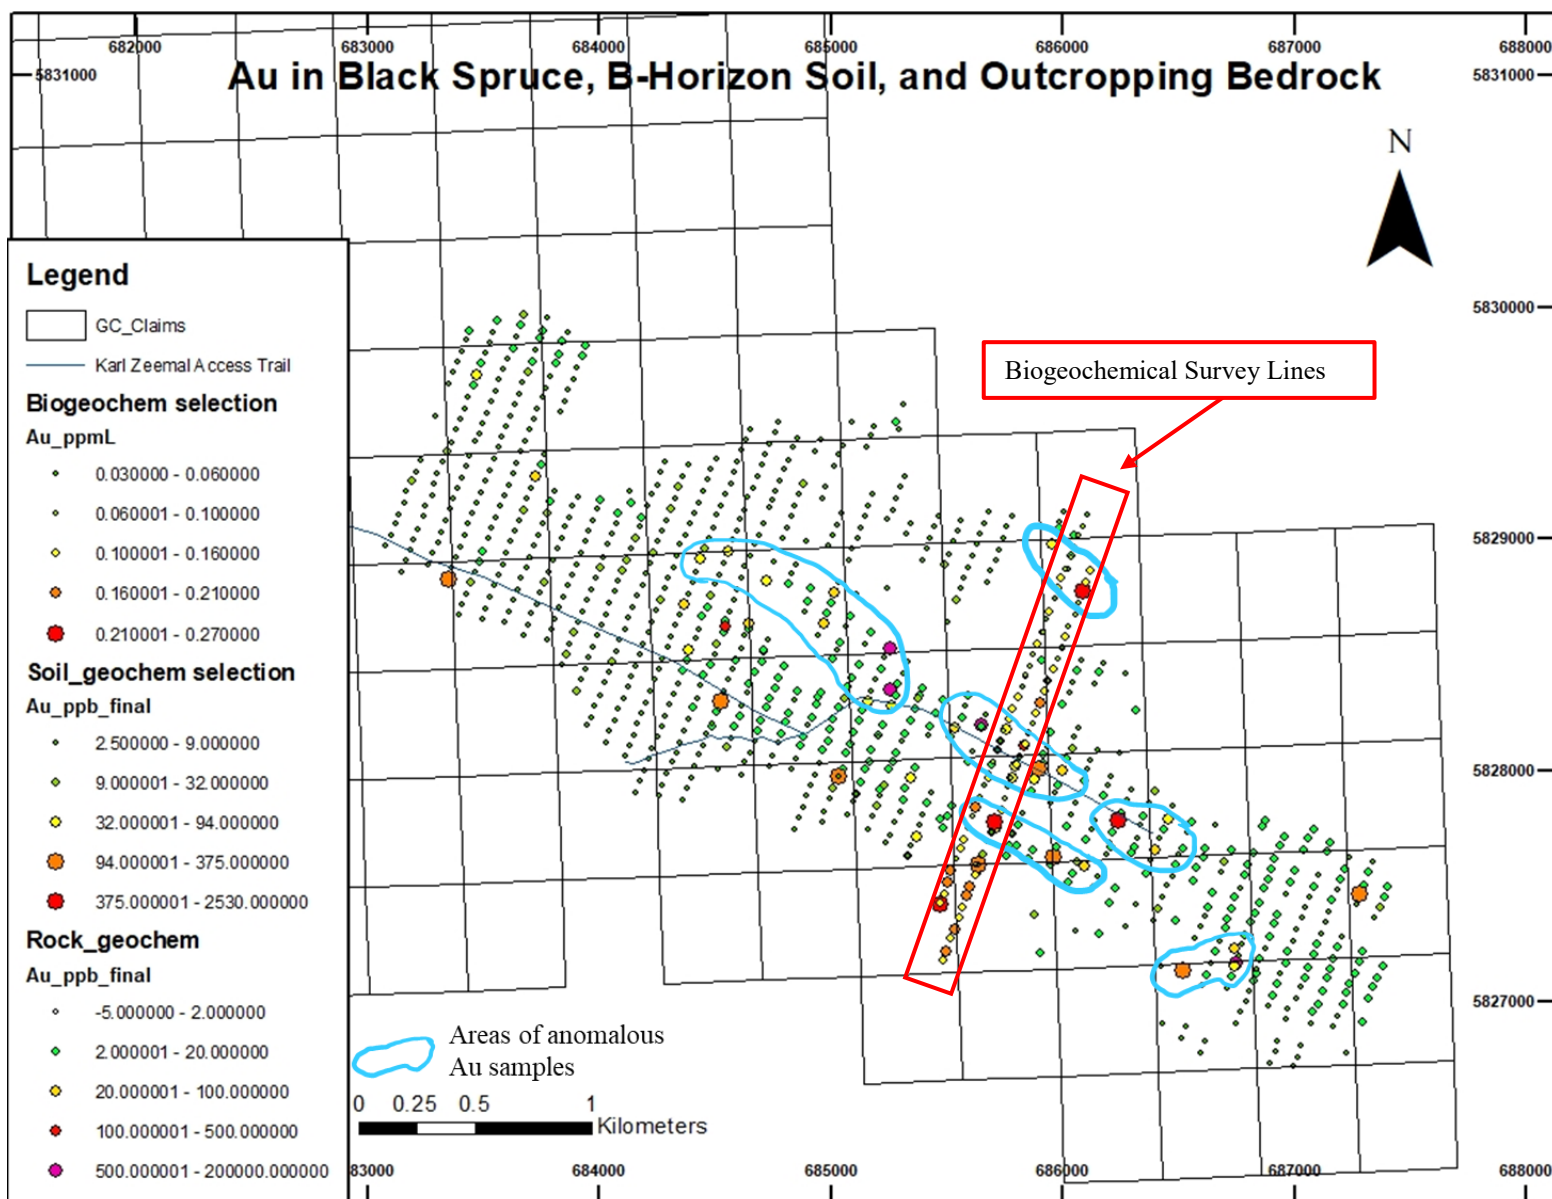 682000 683000 684000 685000 686000 687000 688000
5831000 Au in Black Spruce, B-Horizon Soil, and Outcropping Bedrock 5831000
N
Legend
GC_Claims
5830000
Karl Zeemal Access Trail
Biogeochemical Survey Lines
Biogeochem selection
Au_ppmL
0.030000 - 0.060000
0.060001 - 0.100000
5829000
0.100001 - 0.160000
0.160001 - 0.210000
0.210001 - 0.270000
Soil_geochem selection
Au_ppb_final
2.500000 - 9.000000
5828000
9.000001 - 32.000000
32.000001 - 94.000000
94.000001 - 375.000000
375.000001 - 2530.000000
Rock_geochem
Au_ppb_final
5827000
-5.000000 - 2.000000
2.000001 - 20.000000
20.000001 - 100.000000
100.000001 - 500.000000
500.000001 - 200000.000000
Areas of anomalous
Au samples
0 0.25 0.5 1
Kilometers
83000 684000 685000 686000 687000 688000